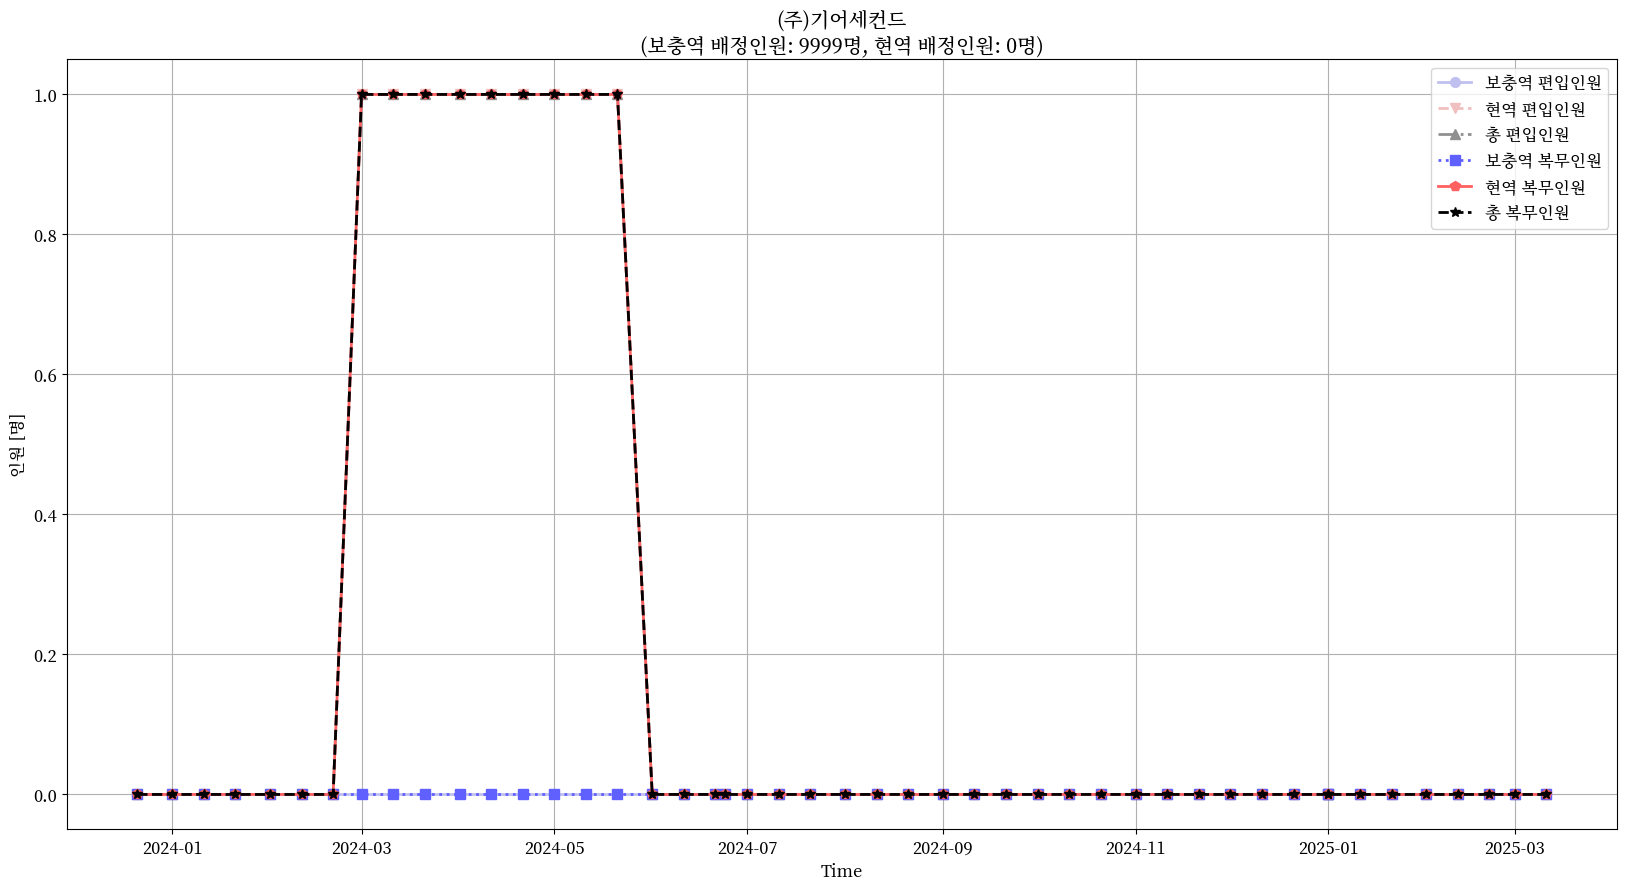 (주)기어세컨드
(보충역 배정인원: 9999명, 현역 배정인원: 0명)
보충역 편입인원
현역 편입인원
총 편입인원
보충역 복무인원
현역 복무인원
총 복무인원
인원 [명]
1.0
0.8
0.6
0.4
0.2
0.0
2024-01
2024-03
2024-05
2024-07
2024-09
2024-11
2025-01
2025-03
Time